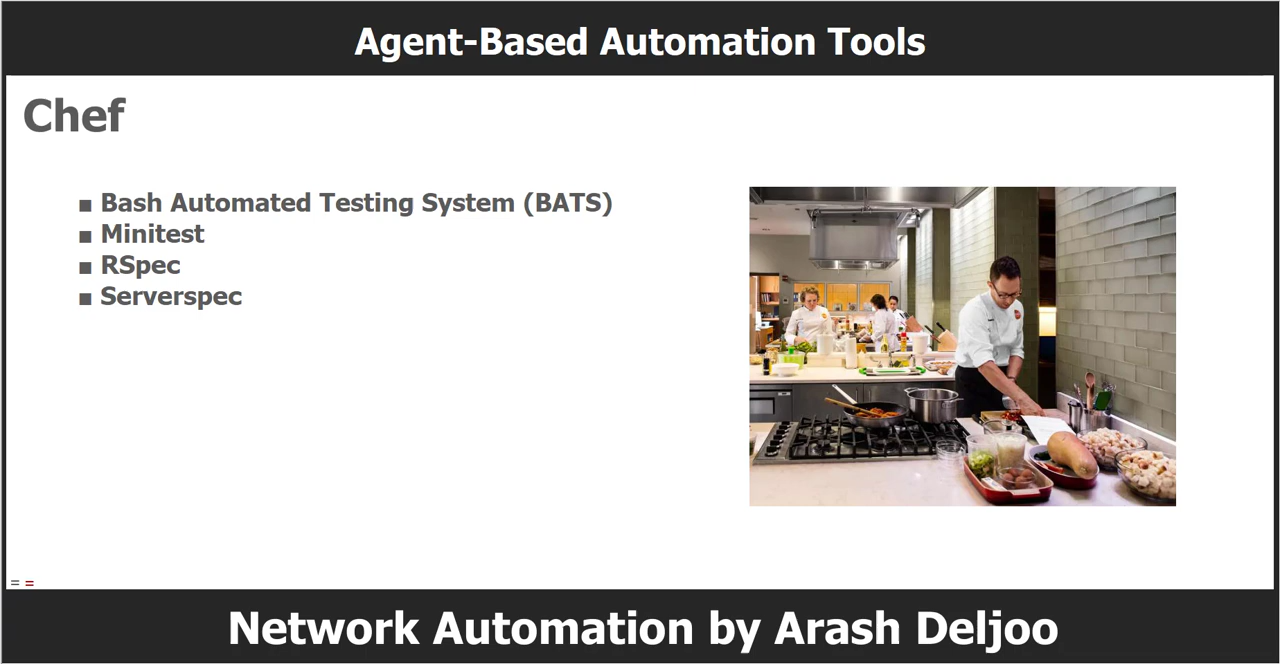 Agent-Based Automation Tools
Chef
▪ Bash Automated Testing System (BATS)
▪ Minitest
▪ RSpec
▪ Serverspec
= =
Network Automation by Arash Deljoo